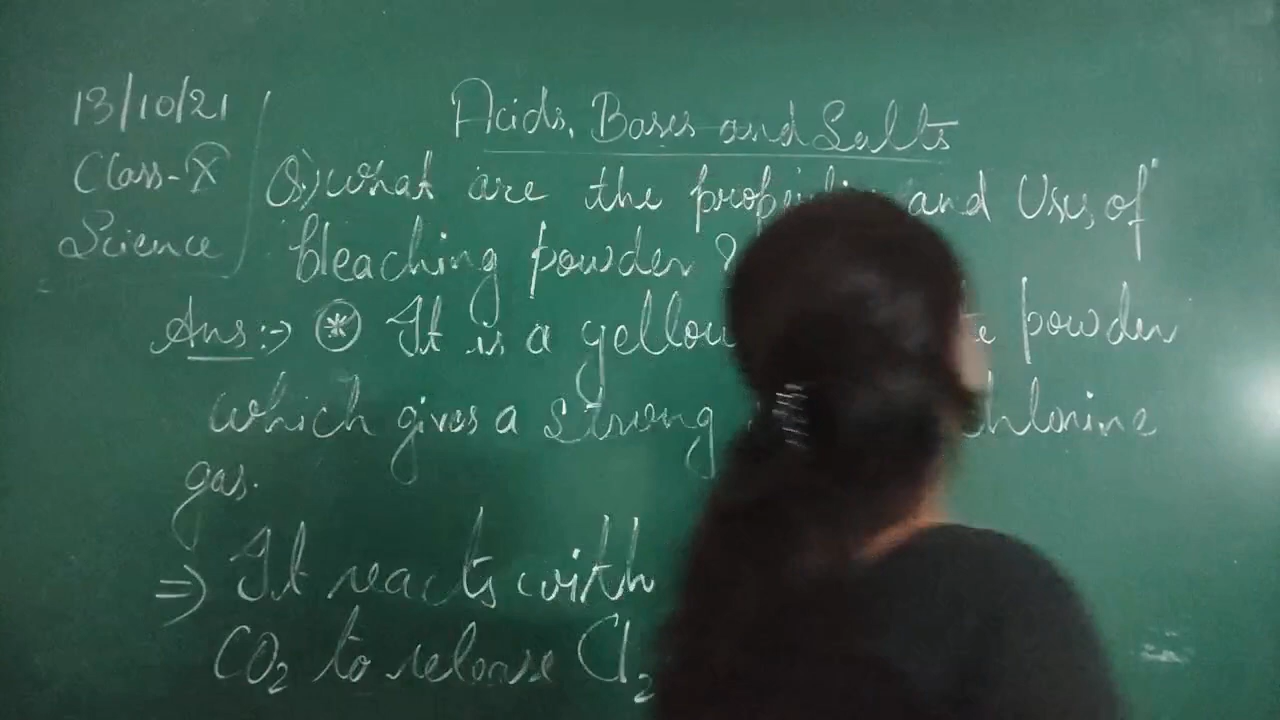 13/10/21
Class-X
Science
Acids, Bases and Salts
Q) what are the and Uses of
bleaching powder ?
Ans :-> It is a powder
which gives a strong chlorine
gas.
=> It reacts with
CO2 to release Cl2